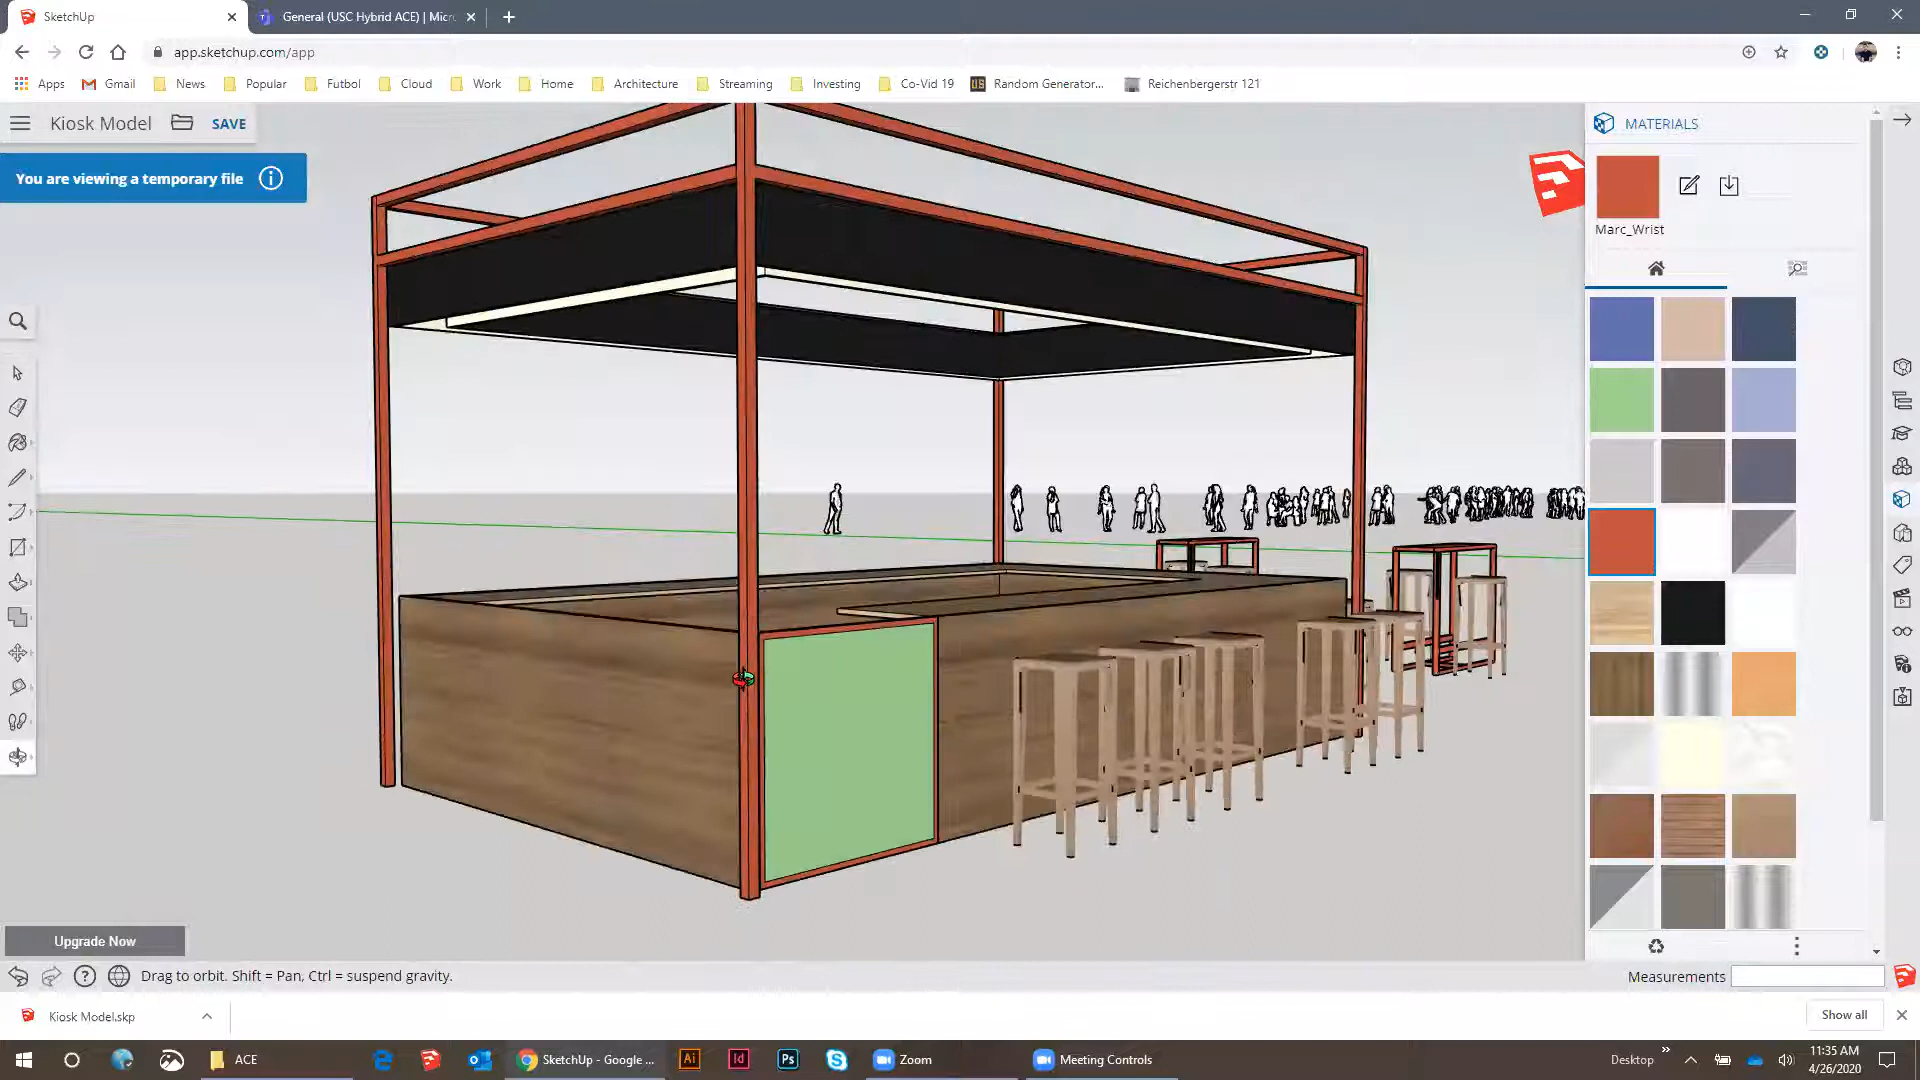 SketchUp
General (USC Hybrid ACE) | Micr
app.sketchup.com/app
Apps
Gmail
News
Popular
Futbol
Cloud
Work
Home
Architecture
Streaming
Investing
Co-Vid 19
Random Generator...
Reichenbergerstr 121
Kiosk Model
SAVE
MATERIALS
You are viewing a temporary file
Marc_Wrist
Upgrade Now
Drag to orbit. Shift = Pan, Ctrl = suspend gravity.
Measurements
Kiosk Model.skp
Show all
ACE
SketchUp - Google ...
Ai
Id
Ps
Zoom
Meeting Controls
Desktop
11:35 AM
4/26/2020